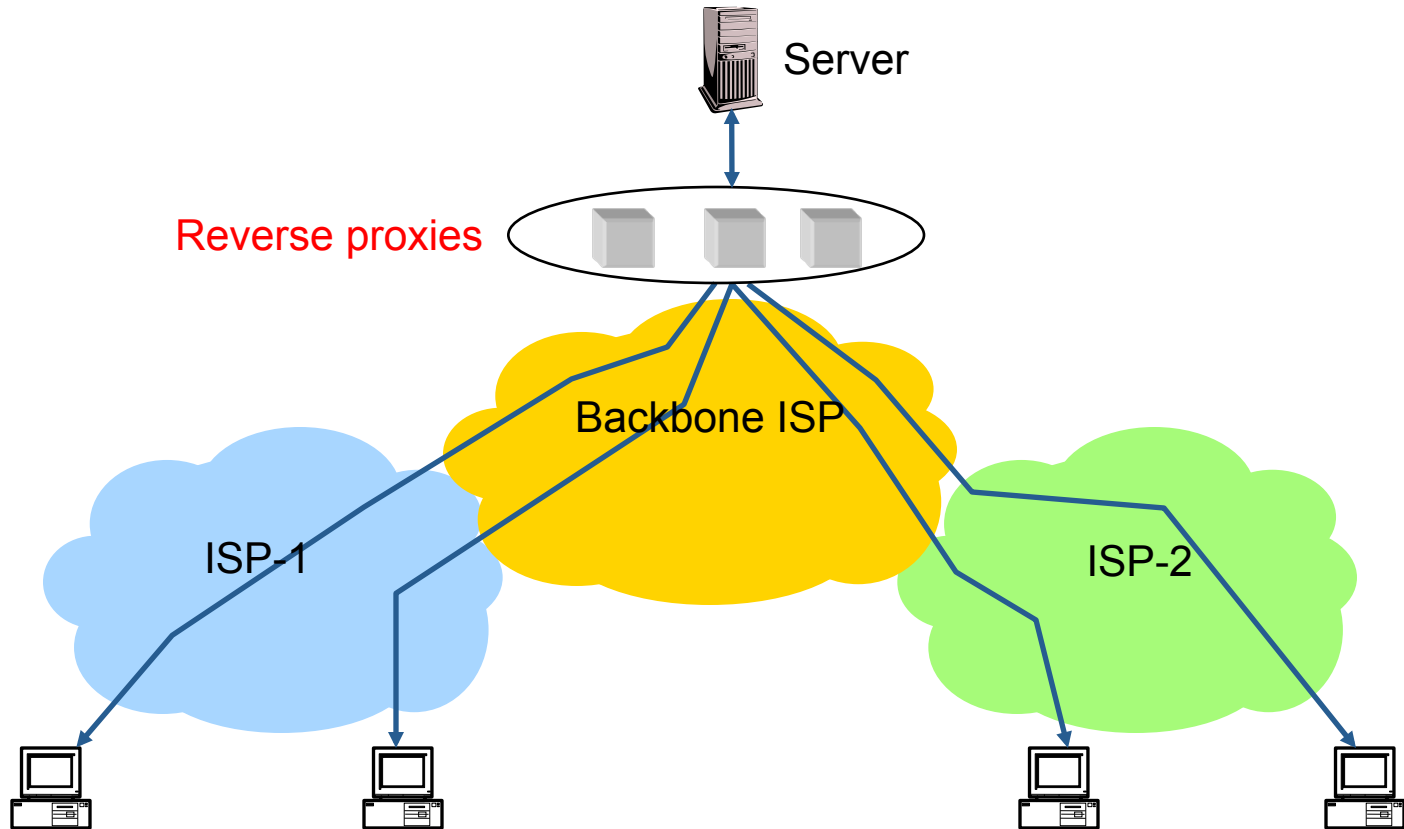 Server
Reverse proxies
Backbone ISP
ISP-1
ISP-2